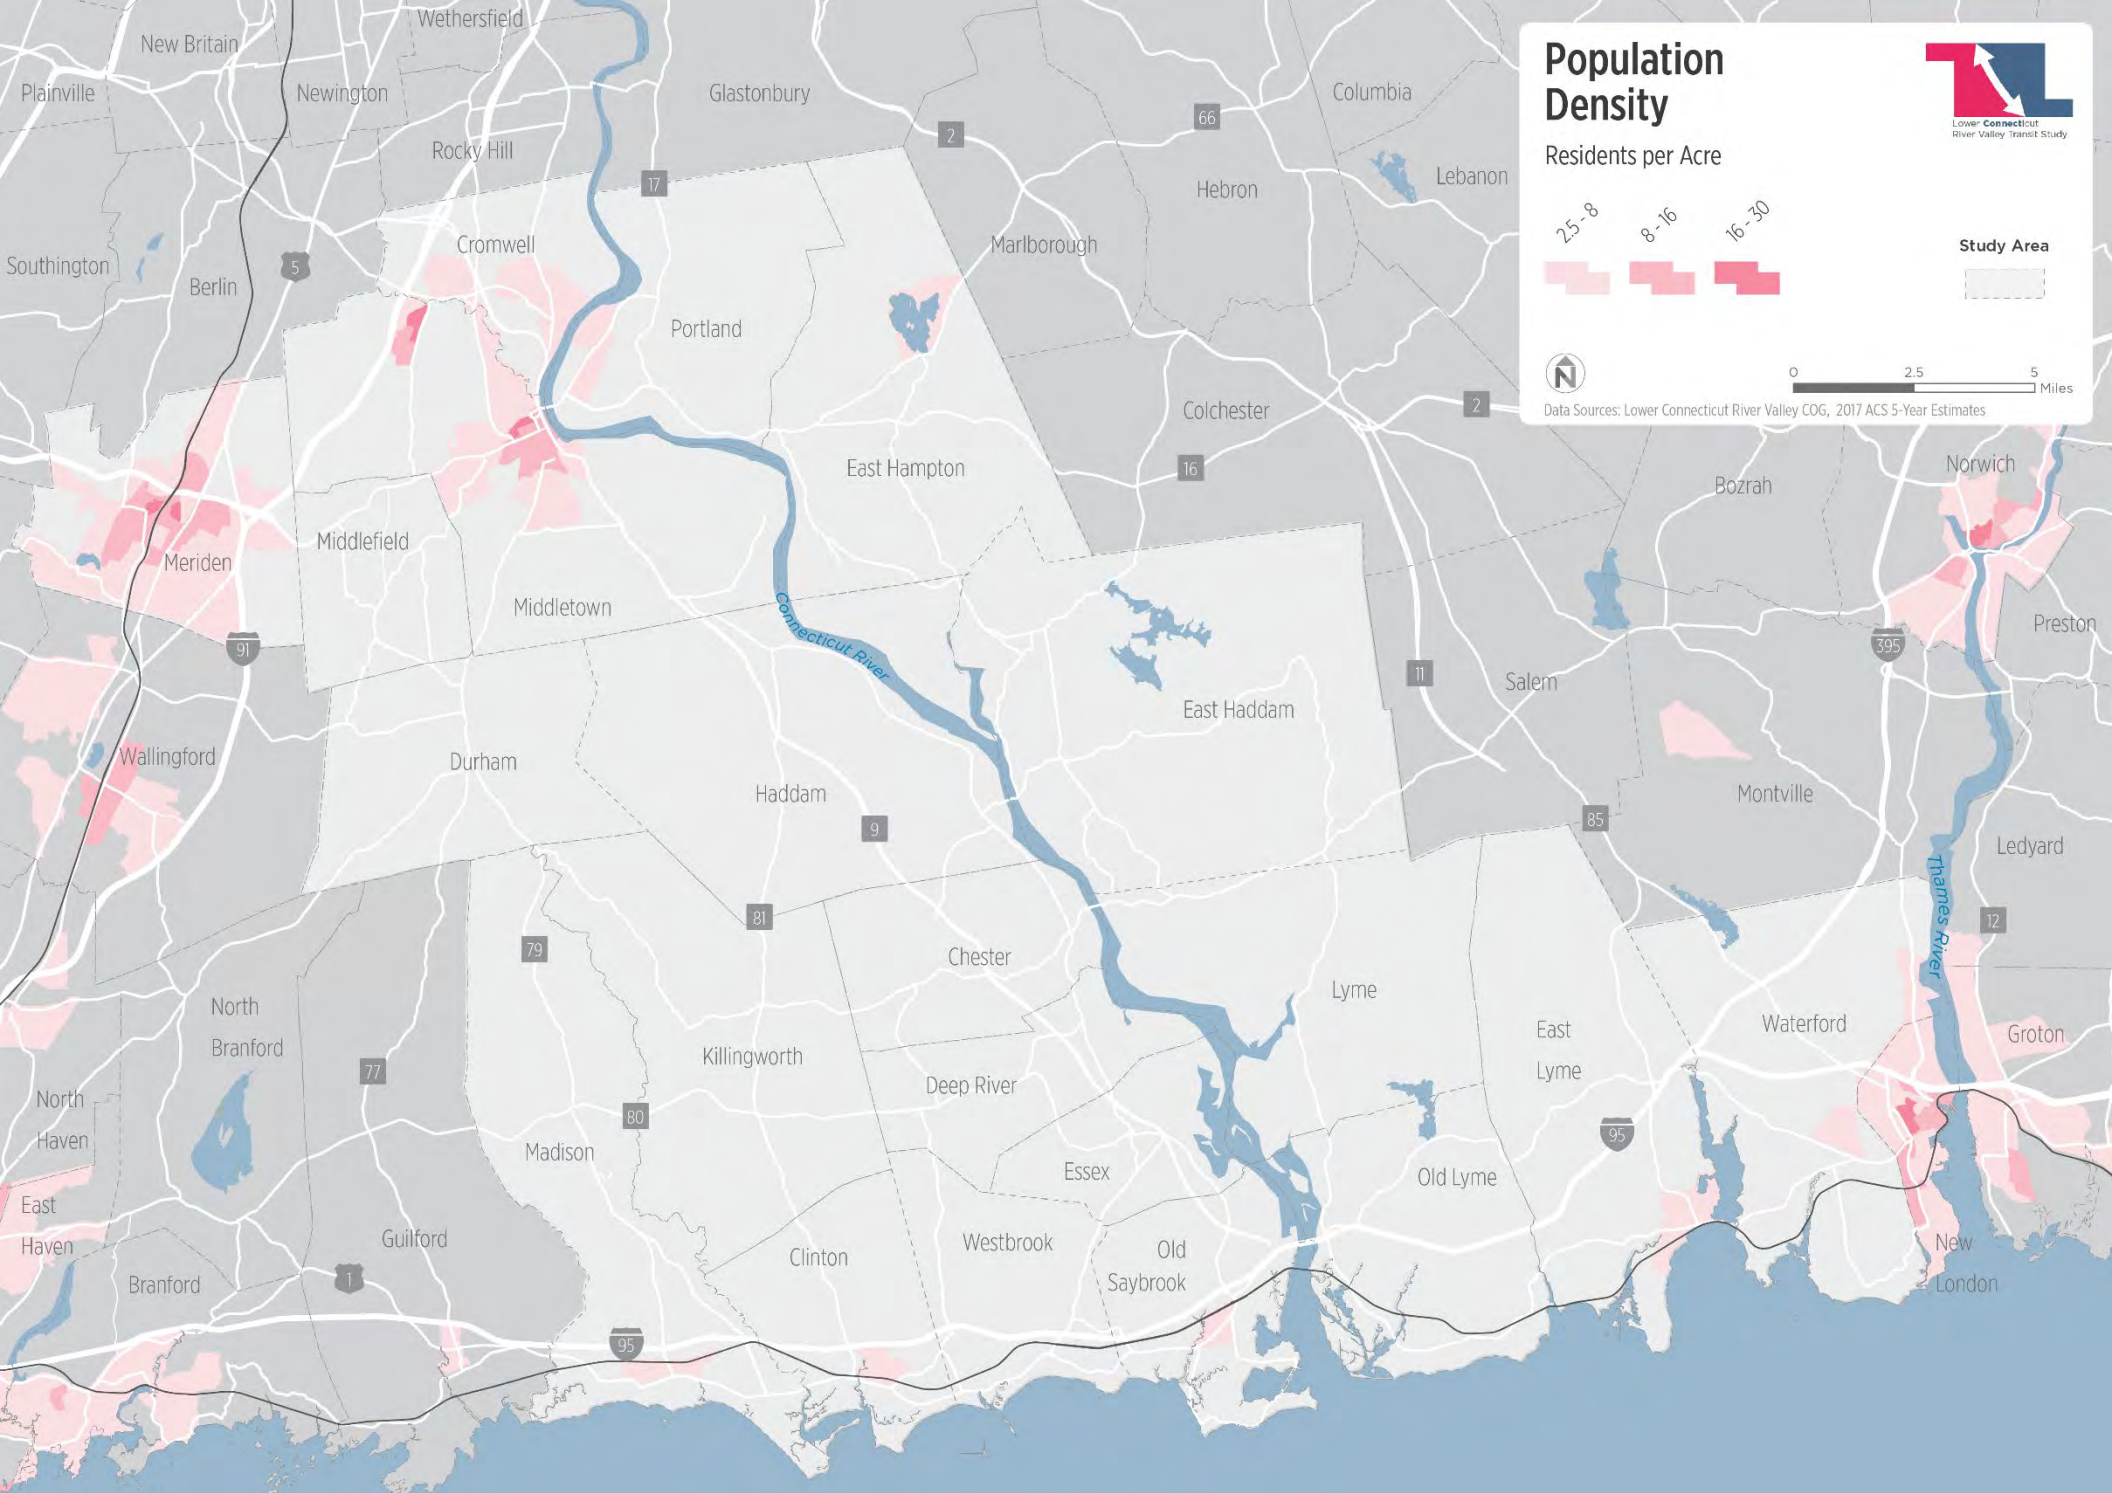 Population
Density
Residents per Acre
2.5 - 8
8 - 16
16 - 30
Study Area
Lower Connecticut
River Valley Transit Study
N
0
2.5
5
Miles
Data Sources: Lower Connecticut River Valley COG, 2017 ACS 5-Year Estimates
Wethersfield
New Britain
Plainville
Newington
Glastonbury
Columbia
66
2
Rocky Hill
17
Hebron
Lebanon
Cromwell
Marlborough
Southington
5
Berlin
Portland
Colchester
2
East Hampton
16
Norwich
Bozrah
Middlefield
Meriden
Middletown
Connecticut River
Preston
91
395
11
Salem
East Haddam
Wallingford
Durham
Haddam
Montville
9
85
Ledyard
Thames River
81
12
79
Chester
Lyme
North
Branford
East
Lyme
Waterford
Groton
Killingworth
77
Deep River
North
Haven
80
95
Madison
Essex
Old Lyme
East
Haven
Guilford
Westbrook
Old
Saybrook
Clinton
New
London
Branford
1
95